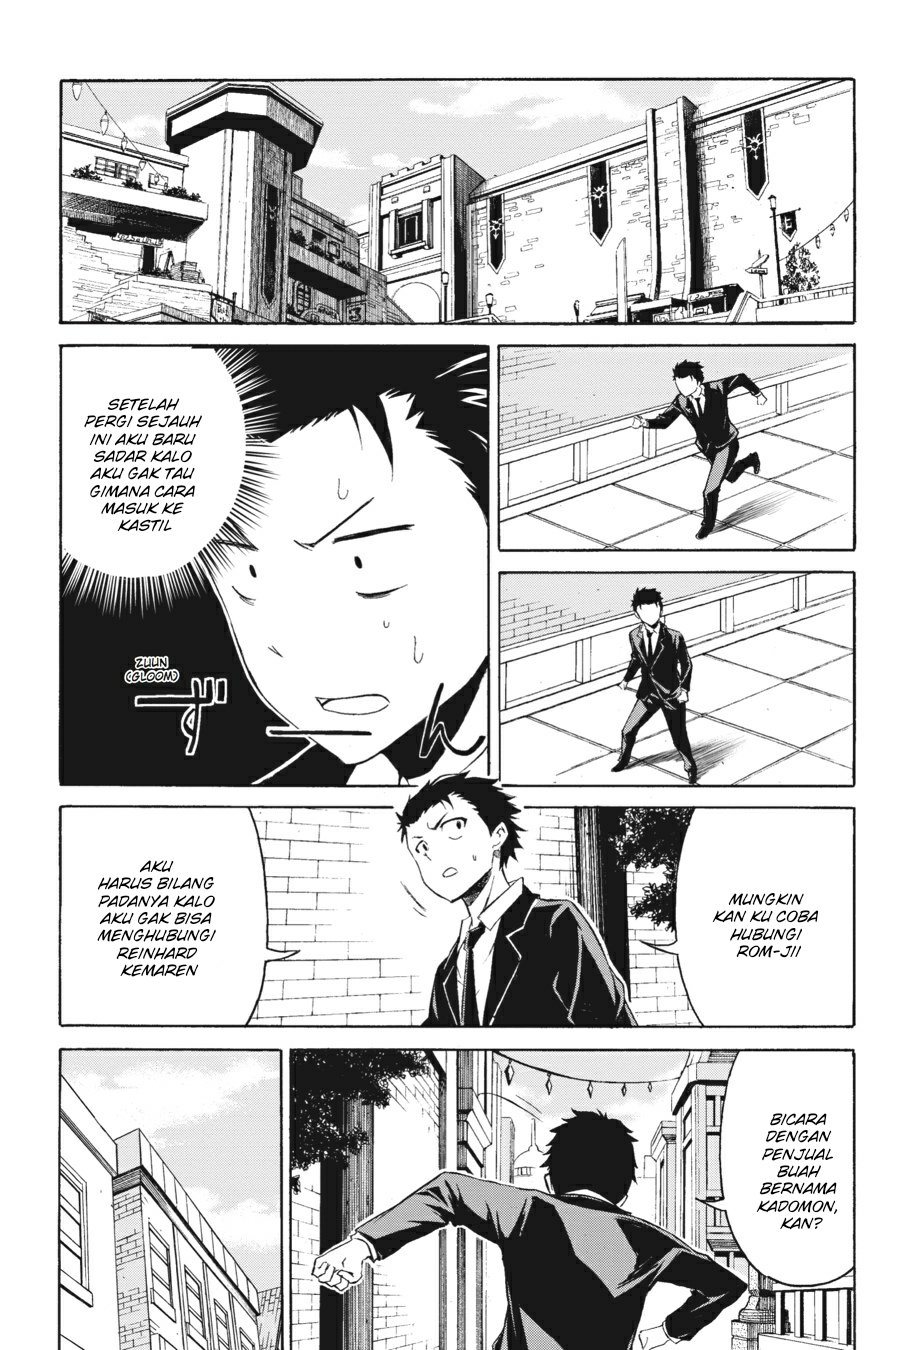 SETELAH
PERGI SEJAUH
INI AKU BARU
SADAR KALO
AKU GAK TAU
GIMANA CARA
MASUK KE
KASTIL
ZUUN
(GLOOM)
ずーん
MUNGKIN
KAN KU COBA
HUBUNGI
ROM-JII
AKU
HARUS BILANG
PADANYA KALO
AKU GAK BISA
MENGHUBUNGI
REINHARD
KEMAREN
BICARA
DENGAN
PENJUAL
BUAH
BERNAMA
KADOMON,
KAN?